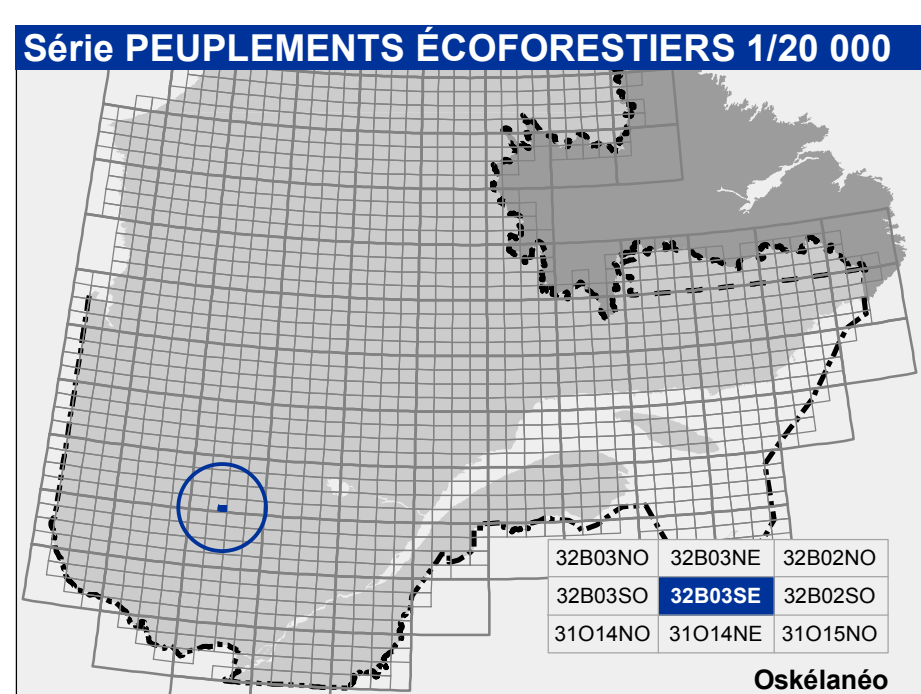 Série PEUPLEMENTS ÉCOFORESTIERS 1/20 000
32B03NO 32B03NE 32B02NO
32B03SO 32B03SE 32B02SO
31O14NO 31O14NE 31O15NO
Oskélanéo